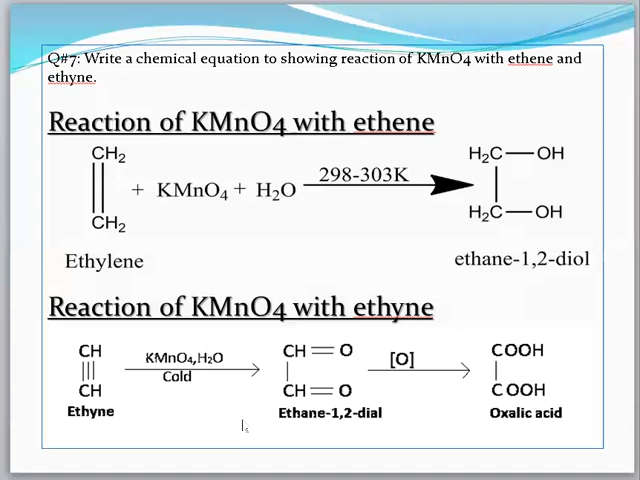 Q#7: Write a chemical equation to showing reaction of KMnO4 with ethene and
ethyne.
Reaction of KMnO4 with ethene
CH₂
CH₂
+ KMnO₄ + H₂O
298-303K
H₂C — OH
H₂C — OH
Ethylene
ethane-1,2-diol
Reaction of KMnO4 with ethyne
CH
CH
Ethyne
KMnO₄,H₂O
Cold
CH = O
CH = O
Ethane-1,2-dial
[O]
COOH
COOH
Oxalic acid